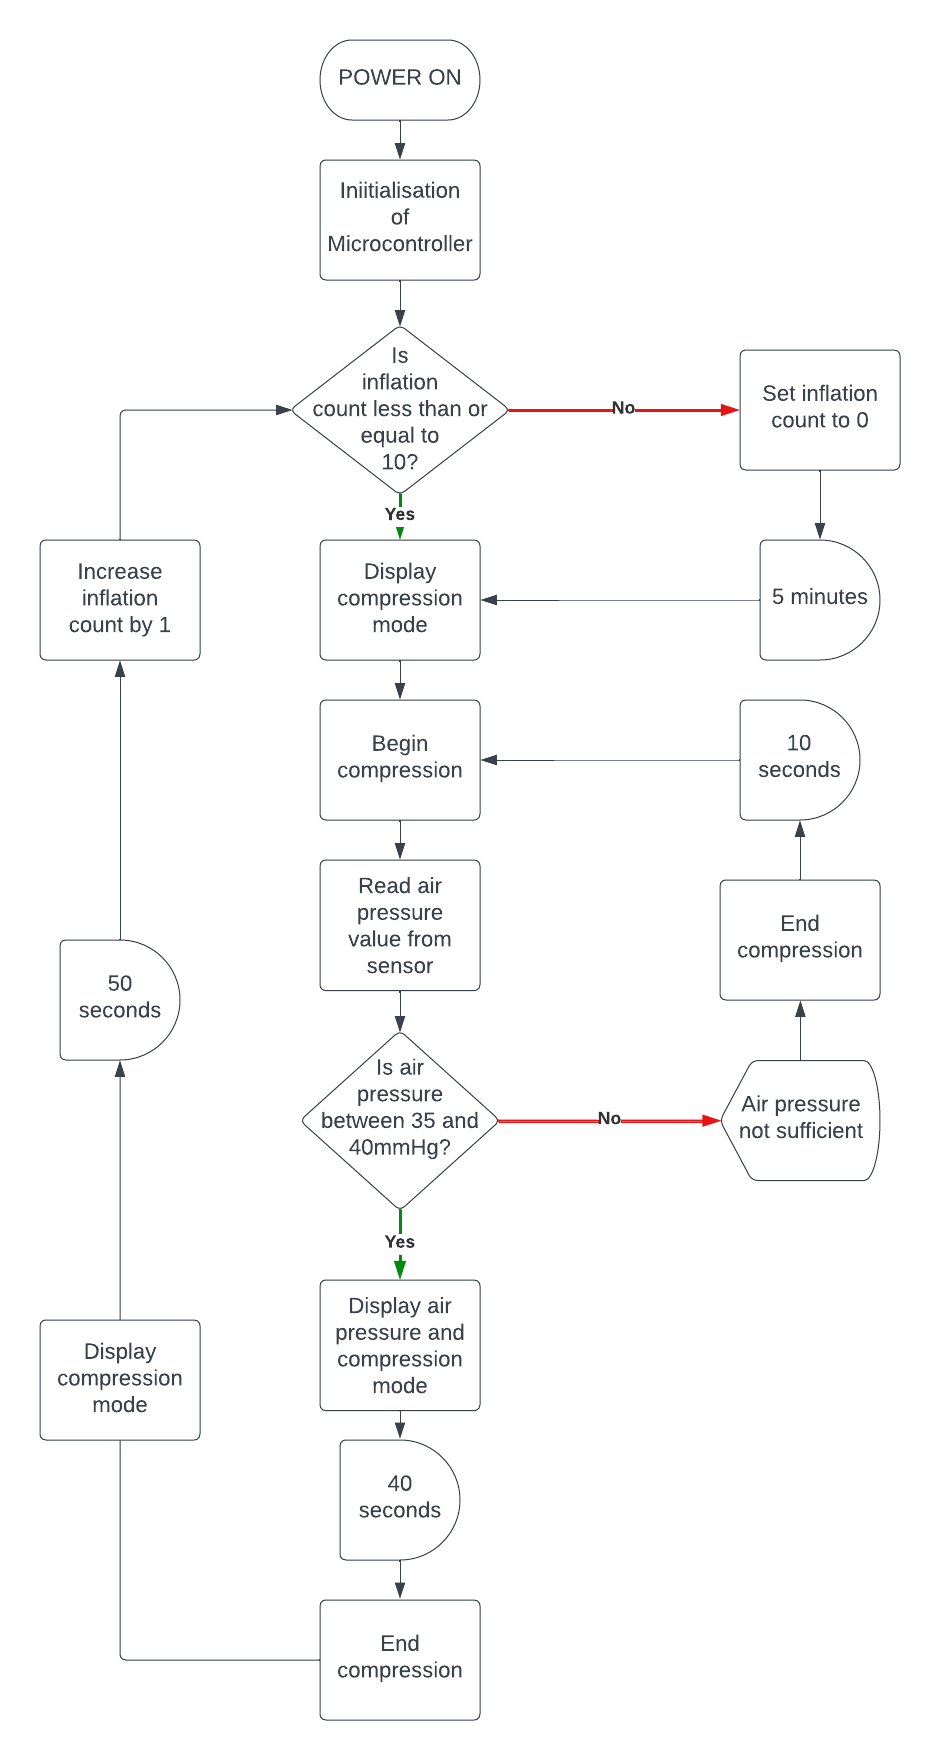 POWER ON
Iniitialisation
of
Microcontroller
Is
inflation
count less than or
equal to
10?
No
Set inflation
count to 0
Yes
Increase
inflation
count by 1
Display
compression
mode
5 minutes
Begin
compression
10
seconds
Read air
pressure
value from
sensor
End
compression
50
seconds
Is air
pressure
between 35 and
40mmHg?
No
Air pressure
not sufficient
Yes
Display air
pressure and
compression
mode
Display
compression
mode
40
seconds
End
compression